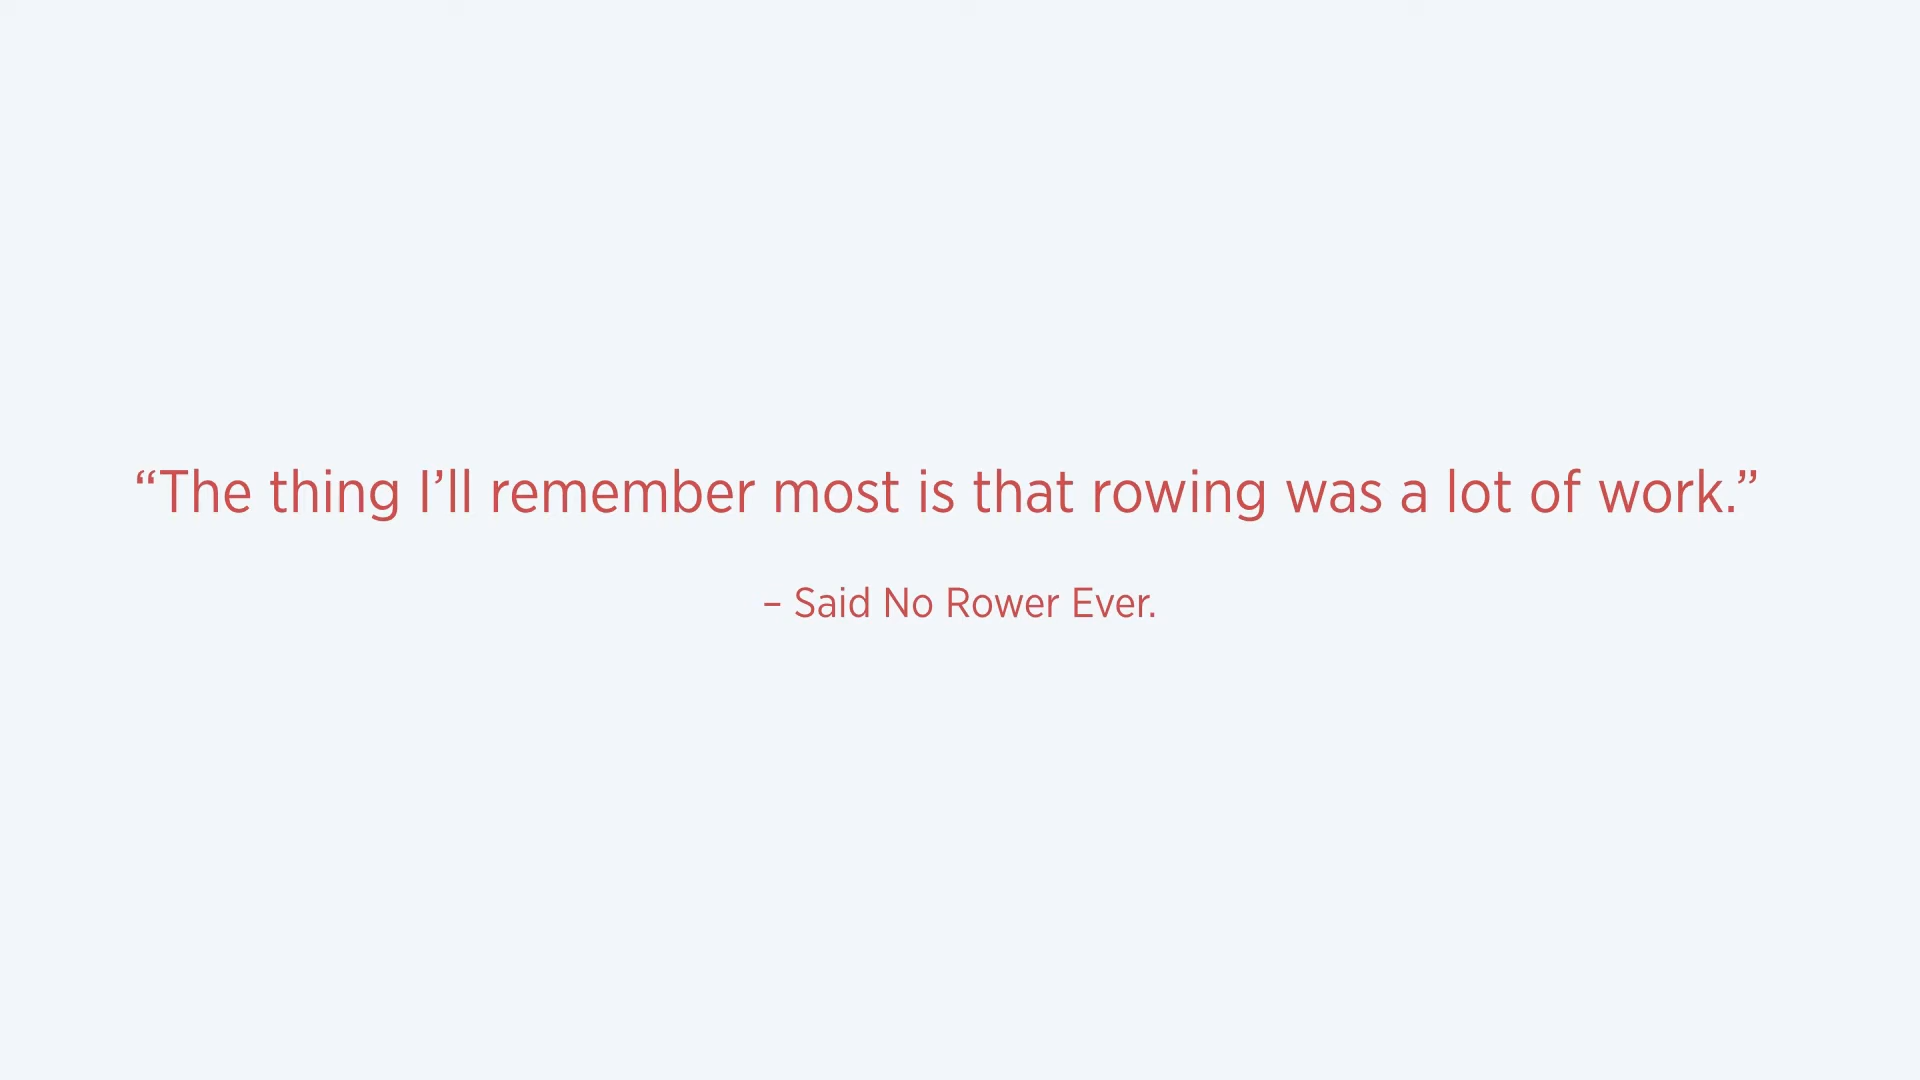 “The thing I’ll remember most is that rowing was a lot of work.”
– Said No Rower Ever.